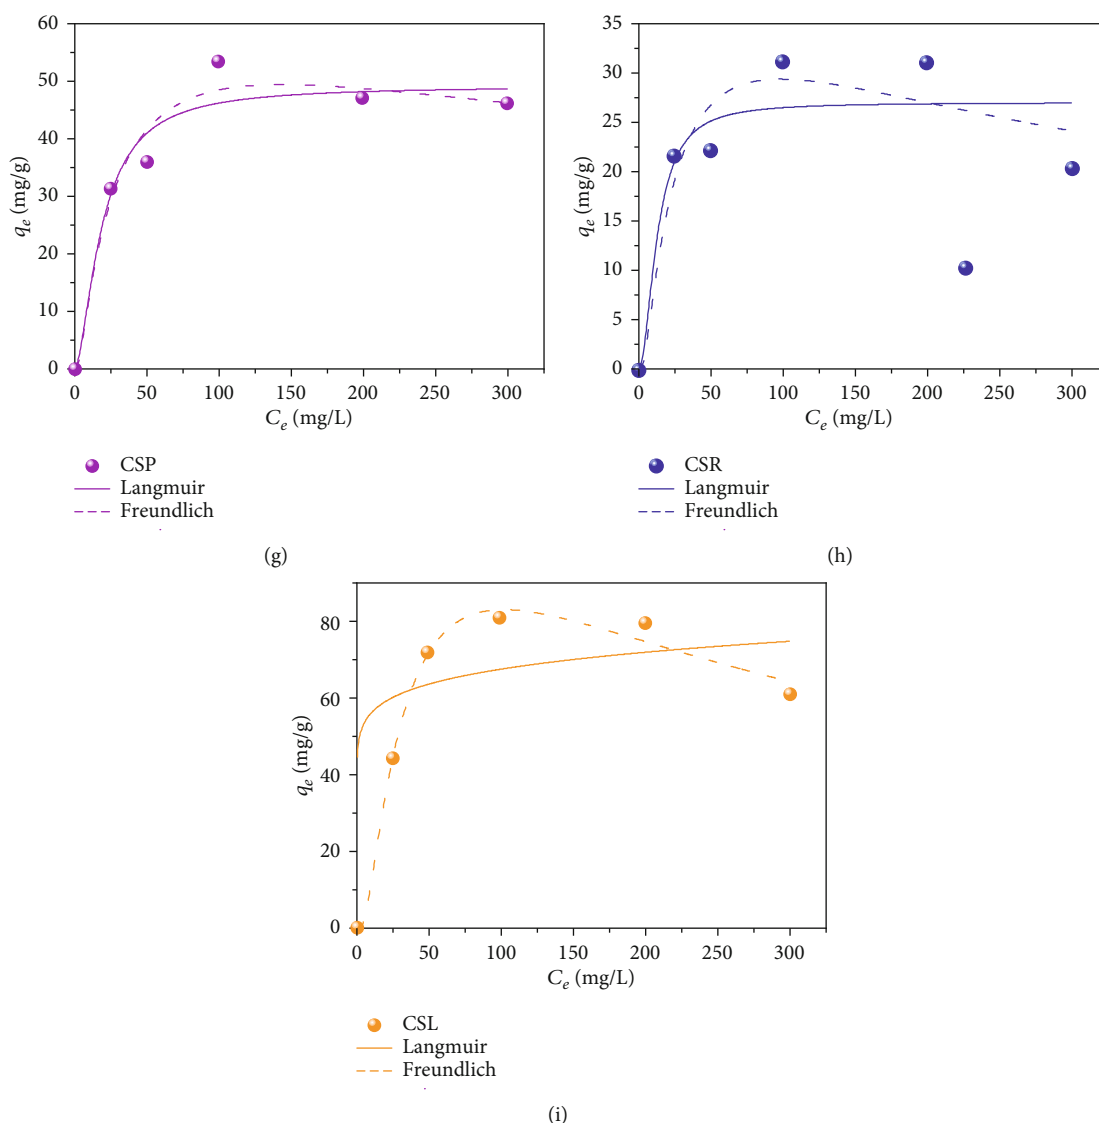 60
50
40
30
20
10
0
qe (mg/g)
0 50 100 150 200 250 300
Ce (mg/L)
CSP
Langmuir
Freundlich
(g)
35
30
25
20
15
10
5
0
qe (mg/g)
0 50 100 150 200 250 300
Ce (mg/L)
CSR
Langmuir
Freundlich
(h)
80
60
40
20
0
qe (mg/g)
0 50 100 150 200 250 300
Ce (mg/L)
CSL
Langmuir
Freundlich
(i)